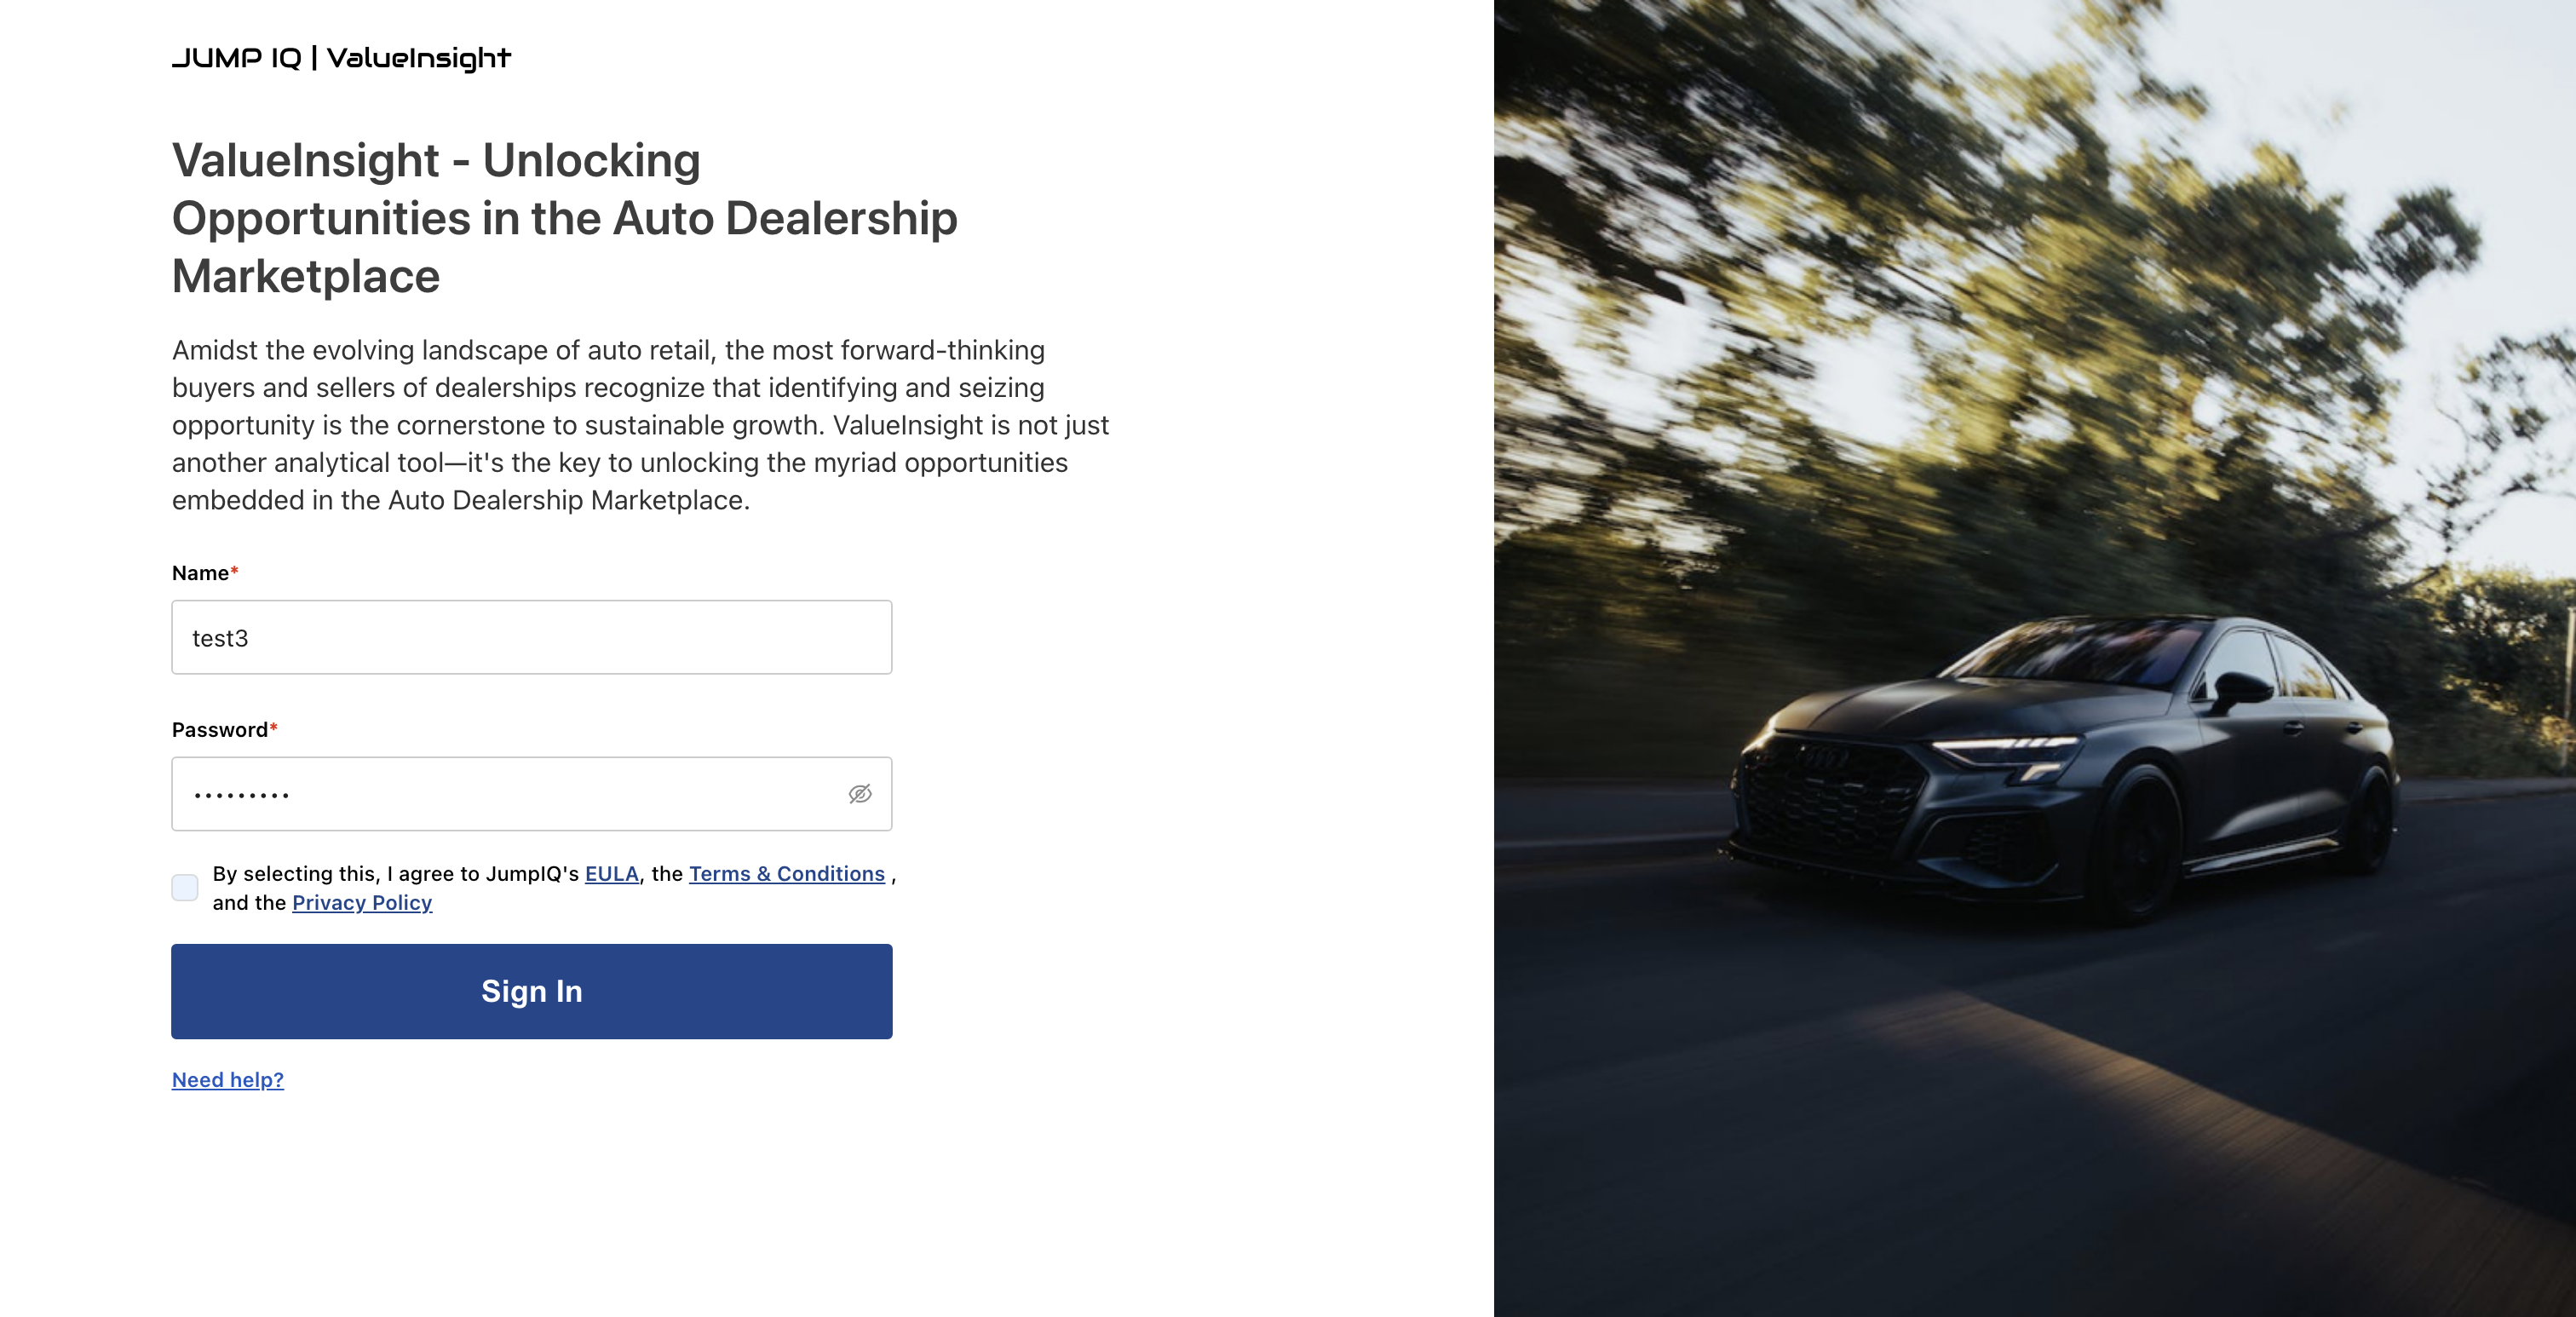 JUMP IQ | ValueInsight
ValueInsight - Unlocking
Opportunities in the Auto Dealership
Marketplace
Amidst the evolving landscape of auto retail, the most forward-thinking
buyers and sellers of dealerships recognize that identifying and seizing
opportunity is the cornerstone to sustainable growth. ValueInsight is not just
another analytical tool—it's the key to unlocking the myriad opportunities
embedded in the Auto Dealership Marketplace.
Name*
test3
Password*
•••••••••
By selecting this, I agree to JumpIQ's EULA, the Terms & Conditions ,
and the Privacy Policy
Sign In
Need help?